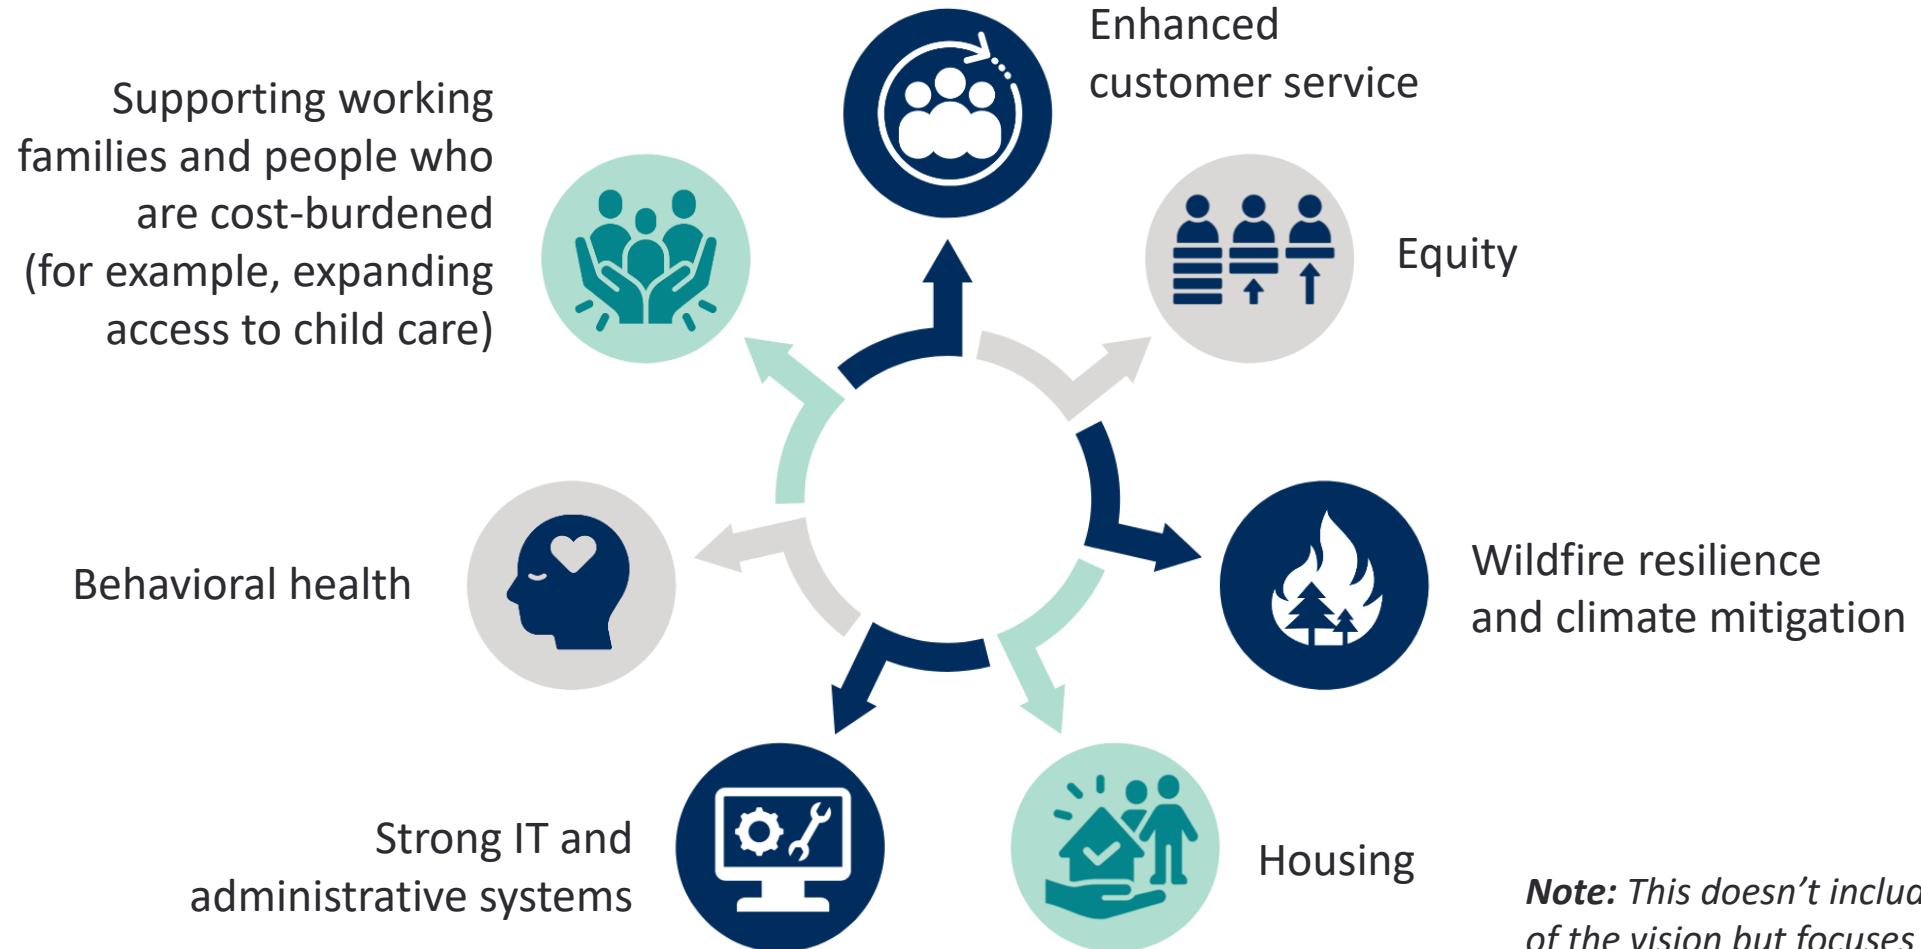 Enhanced
customer service
Supporting working
families and people who
are cost-burdened
(for example, expanding
access to child care)
Equity
Behavioral health
Wildfire resilience
and climate mitigation
Strong IT and
administrative systems
Housing
Note: This doesn’t includ
of the vision but focuses